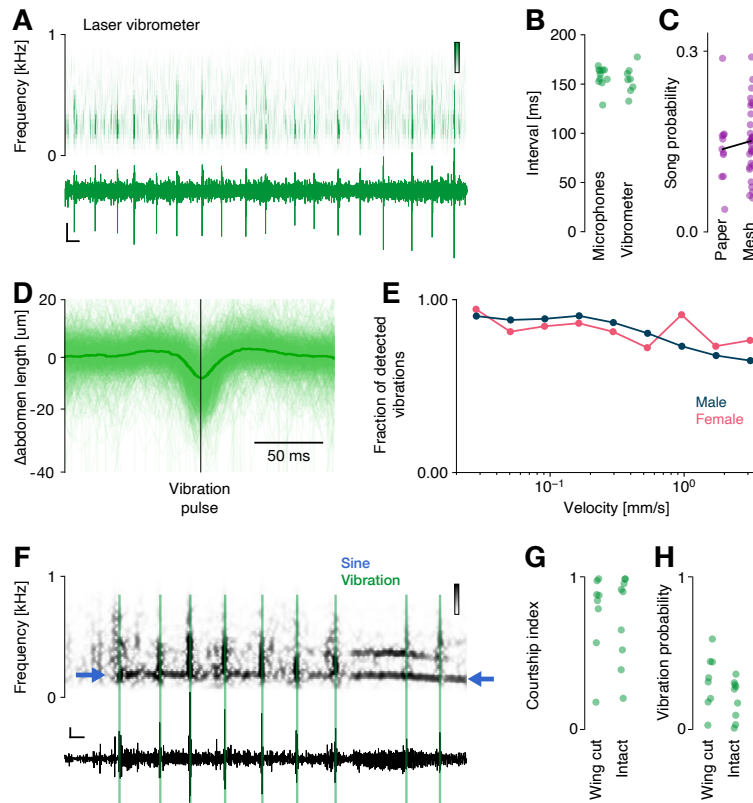 A
Laser vibrometer
Frequency [kHz]
1
0
B
Interval [ms]
200
150
100
50
0
Microphones
Vibrometer
C
Song probability
0.3
0.0
Paper
Mesh
D
Δabdomen length [um]
20
0
-20
-40
50 ms
Vibration
pulse
E
Fraction of detected
vibrations
1.00
0.00
Male
Female
10⁻¹
10⁰
Velocity [mm/s]
F
Sine
Vibration
Frequency [kHz]
1
0
G
Courtship index
1
0
Wing cut
Intact
H
Vibration probability
1
0
Wing cut
Intact